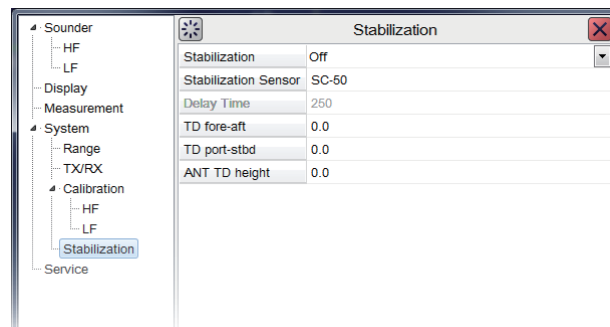 Sounder
HF
LF
Display
Measurement
System
Range
TX/RX
Calibration
HF
LF
Stabilization
Service
Stabilization
Stabilization Off
Stabilization Sensor SC-50
Delay Time 250
TD fore-aft 0.0
TD port-stbd 0.0
ANT TD height 0.0